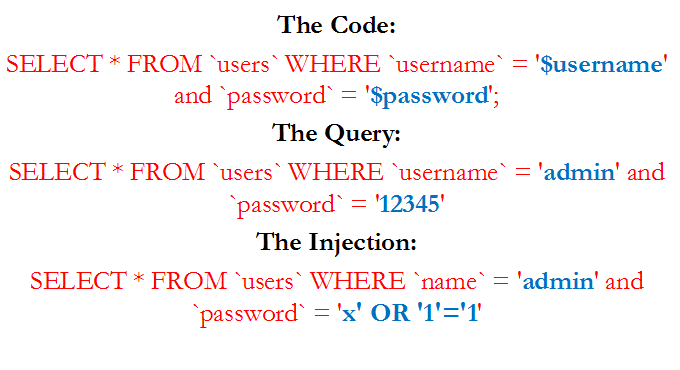 The Code:
SELECT * FROM `users` WHERE `username` = '$username'
and `password` = '$password';
The Query:
SELECT * FROM `users` WHERE `username` = 'admin' and
`password` = '12345'
The Injection:
SELECT * FROM `users` WHERE `name` = 'admin' and
`password` = 'x' OR '1'='1'